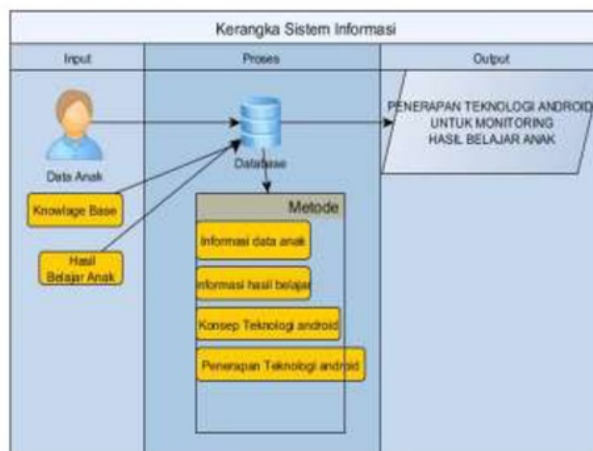 Kerangka Sistem Informasi
Input
Proses
Output
Data Anak
Knowlage Base
Hasil
Belajar Anak
Database
Metode
Informasi data anak
Informasi hasil belajar
Konsep Teknologi android
Penerapan Teknologi android
PENERAPAN TEKNOLOGI ANDROID
UNTUK MONITORING
HASIL BELAJAR ANAK